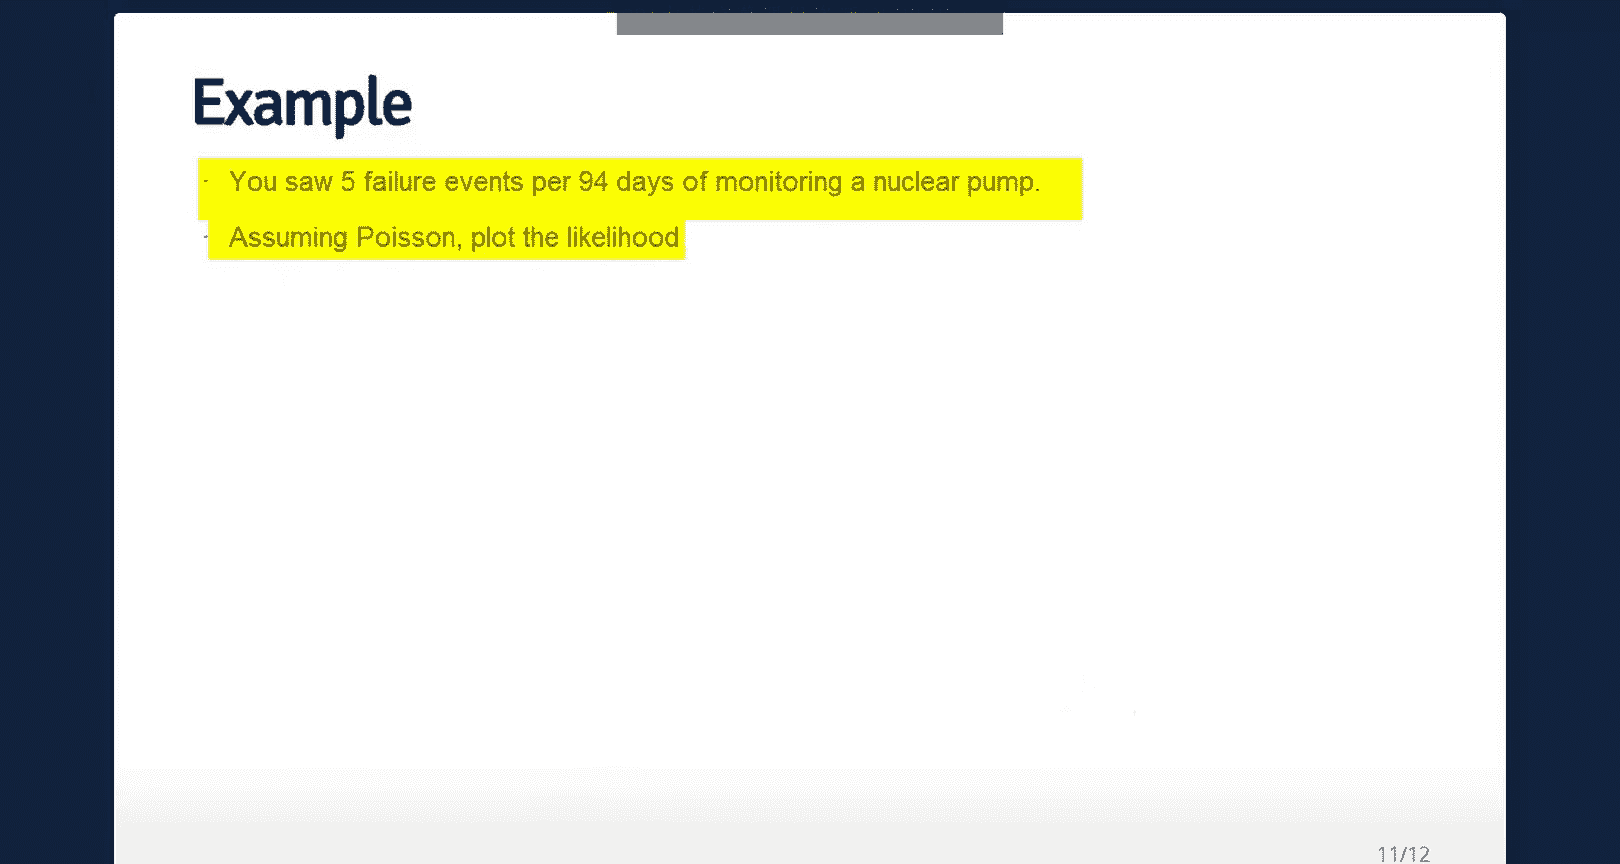 Example
· You saw 5 failure events per 94 days of monitoring a nuclear pump.
· Assuming Poisson, plot the likelihood
11/12